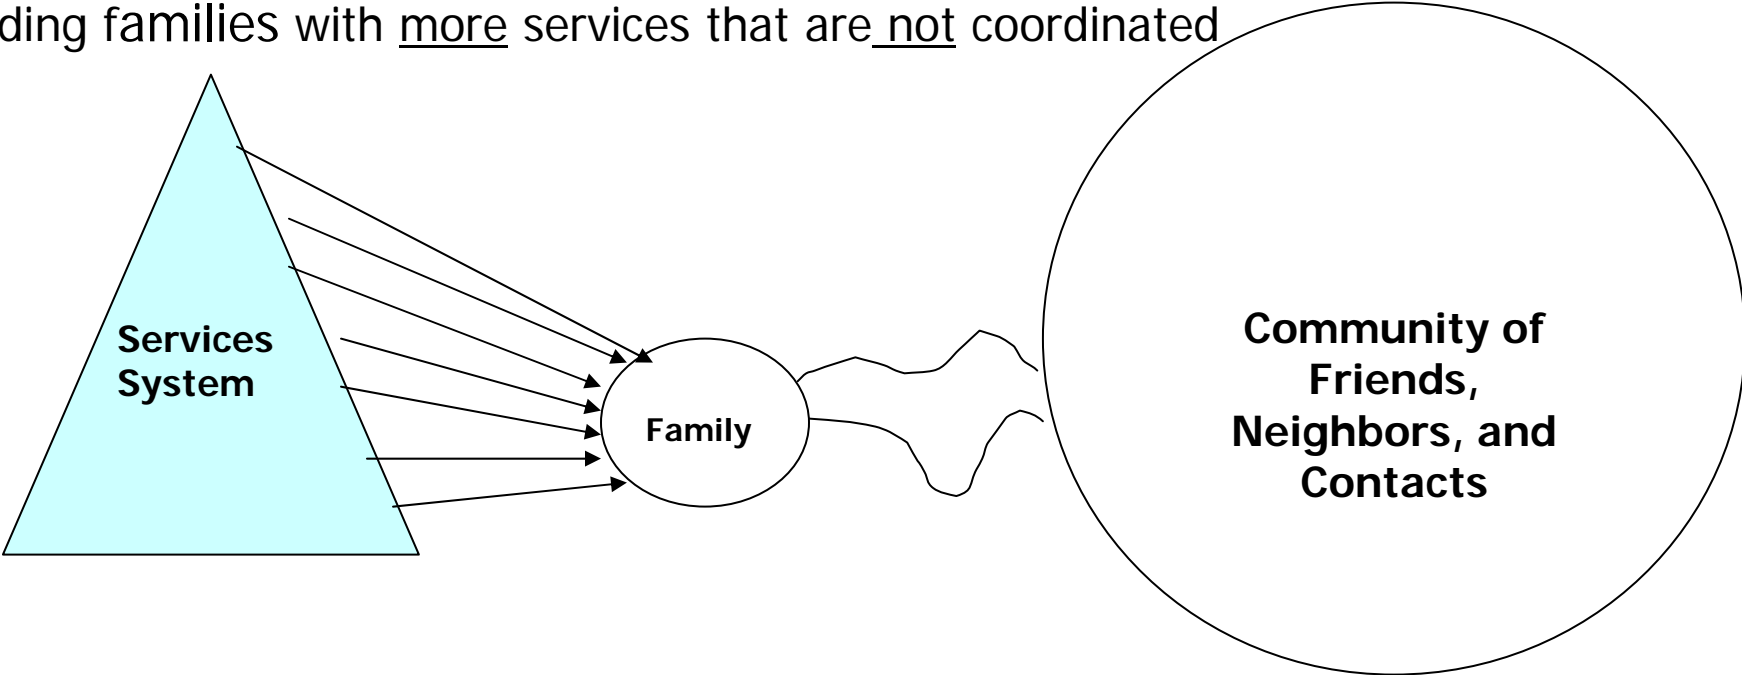 ding families with more services that are not coordinated
Services
System
Family
Community of
Friends,
Neighbors, and
Contacts